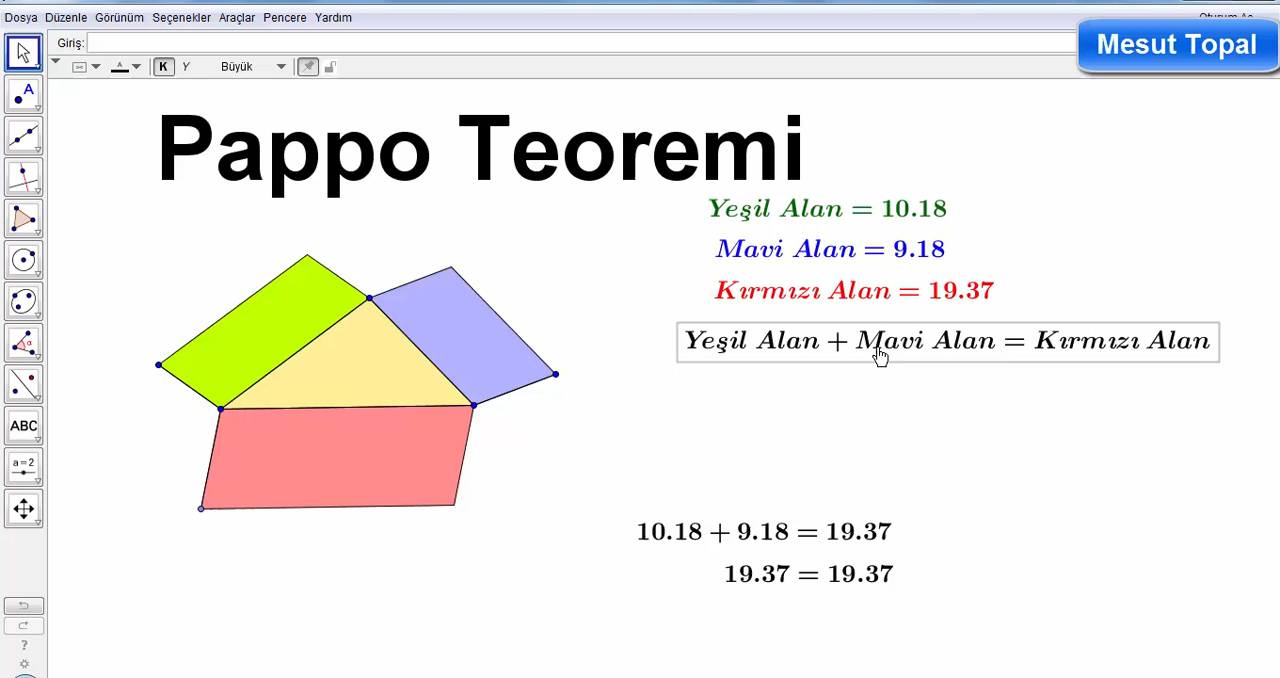 Dosya Düzenle Görünüm Seçenekler Araçlar Pencere Yardım
Giriş:
Mesut Topal
K Y Büyük
A
Pappo Teoremi
Yeşil Alan = 10.18
Mavi Alan = 9.18
Kırmızı Alan = 19.37
Yeşil Alan + Mavi Alan = Kırmızı Alan
ABC
a=2
10.18 + 9.18 = 19.37
19.37 = 19.37